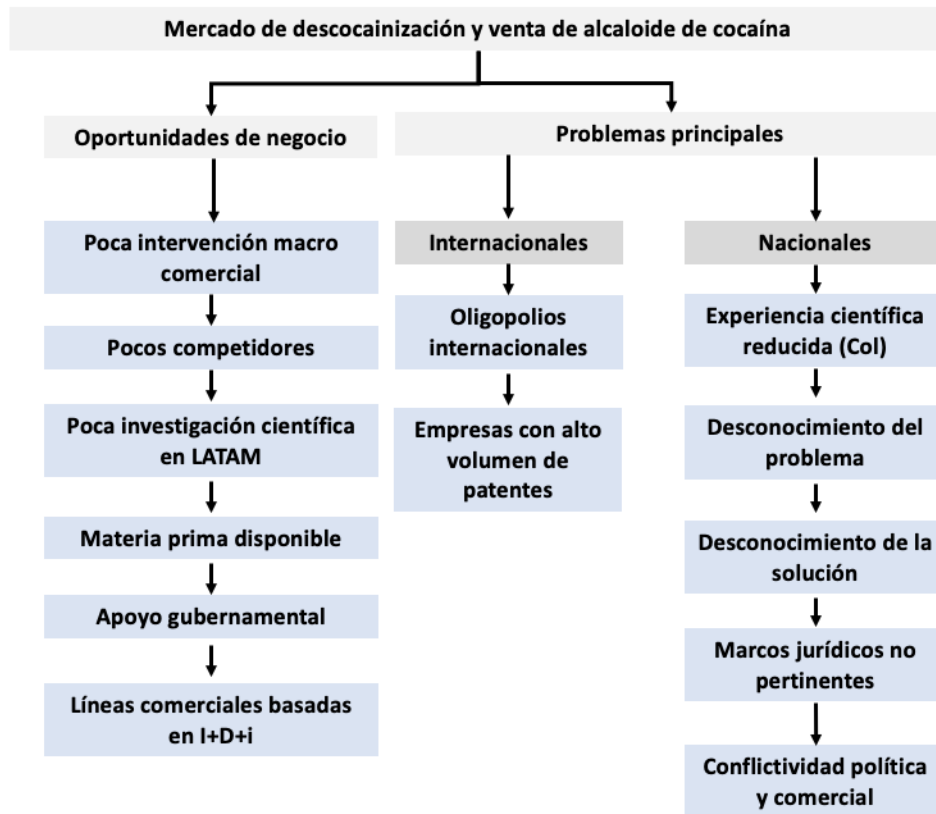 Mercado de descocainización y venta de alcaloide de cocaína
Oportunidades de negocio
Problemas principales
Poca intervención macro
comercial
Pocos competidores
Poca investigación científica
en LATAM
Materia prima disponible
Apoyo gubernamental
Líneas comerciales basadas
en I+D+i
Internacionales
Oligopolios
internacionales
Empresas con alto
volumen de
patentes
Nacionales
Experiencia científica
reducida (Col)
Desconocimiento del
problema
Desconocimiento de la
solución
Marcos jurídicos no
pertinentes
Conflictividad política
y comercial